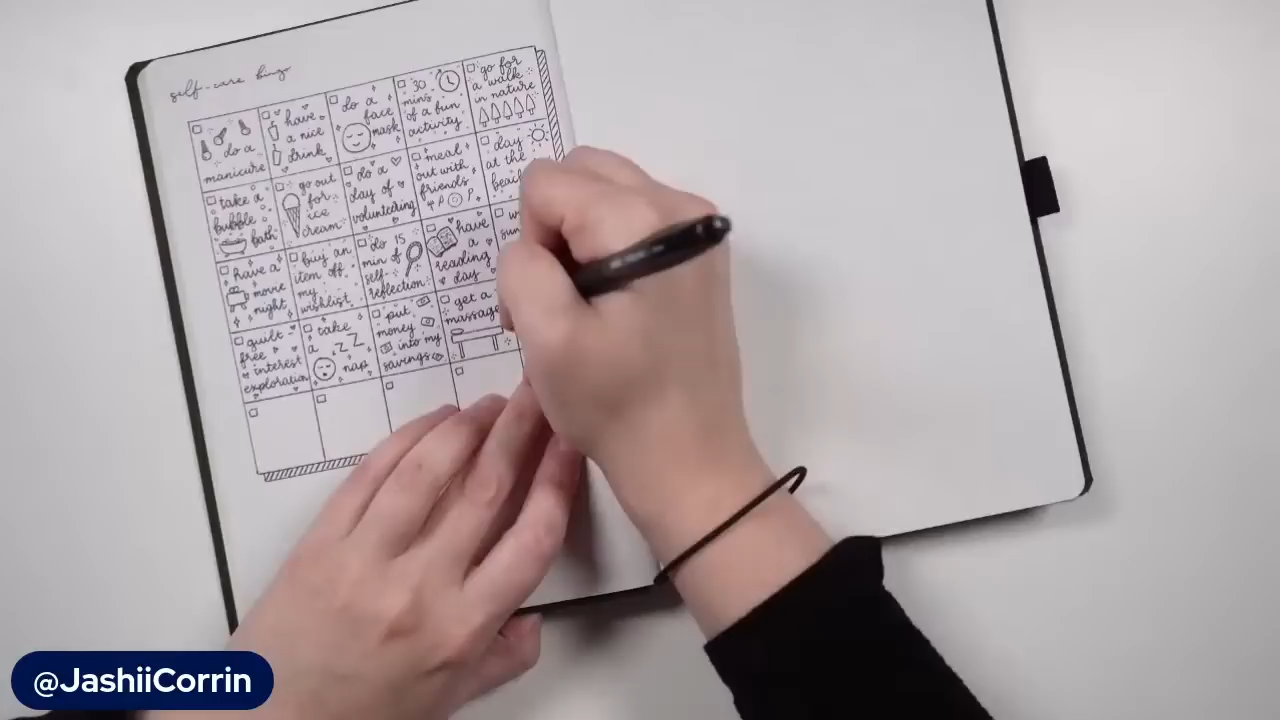 self-care bingo
do a
manicure
have
a nice
drink
do a
face
mask
30
mins
of a fun
activity
go for
a walk
in nature
take a
bubble
bath
go out
for
ice
cream
do a
day of
volunteering
meal
out with
friends
day
at the
beach
have a
movie
night
buy an
item off
my
wishlist
do 15
min of
self-
reflection
have
a
reading
day
guilt-
free
interest
exploration
take
a
zZZ
nap
put
money
into my
savings
get a
massage
@JashiiCorrin